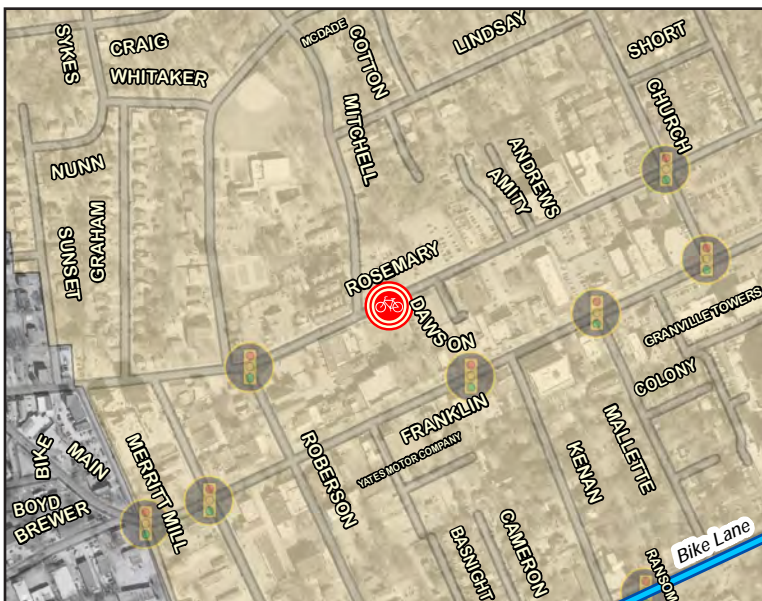 SYKES
CRAIG
WHITAKER
MCDADE
COTTON
LINDSAY
SHORT
CHURCH
MITCHELL
NUNN
GRAHAM
SUNSET
ANDREWS
AMITY
ROSEMARY
DAWSON
GRANVILLE TOWERS
COLONY
MALLETTE
KENAN
FRANKLIN
YATES MOTOR COMPANY
ROBERSON
MERRITT MILL
MAIN
BIKE
BOYD
BREWER
BASNIGHT
CAMERON
RANSOM
Bike Lane